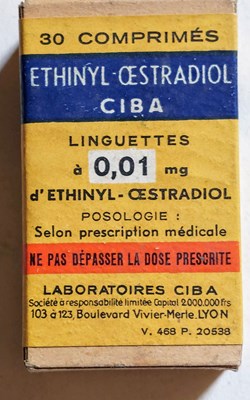 30 COMPRIMÉS
ETHINYL-ŒSTRADIOL
CIBA
LINGUETTES
à 0,01 mg
d'ETHINYL-ŒSTRADIOL
POSOLOGIE :
Selon prescription médicale
NE PAS DÉPASSER LA DOSE PRESCRITE
LABORATOIRES CIBA
Société à responsabilité limitée Capital 2.000.000 frs
103 à 123, Boulevard Vivier-Merle, LYON
V. 468 P. 20538